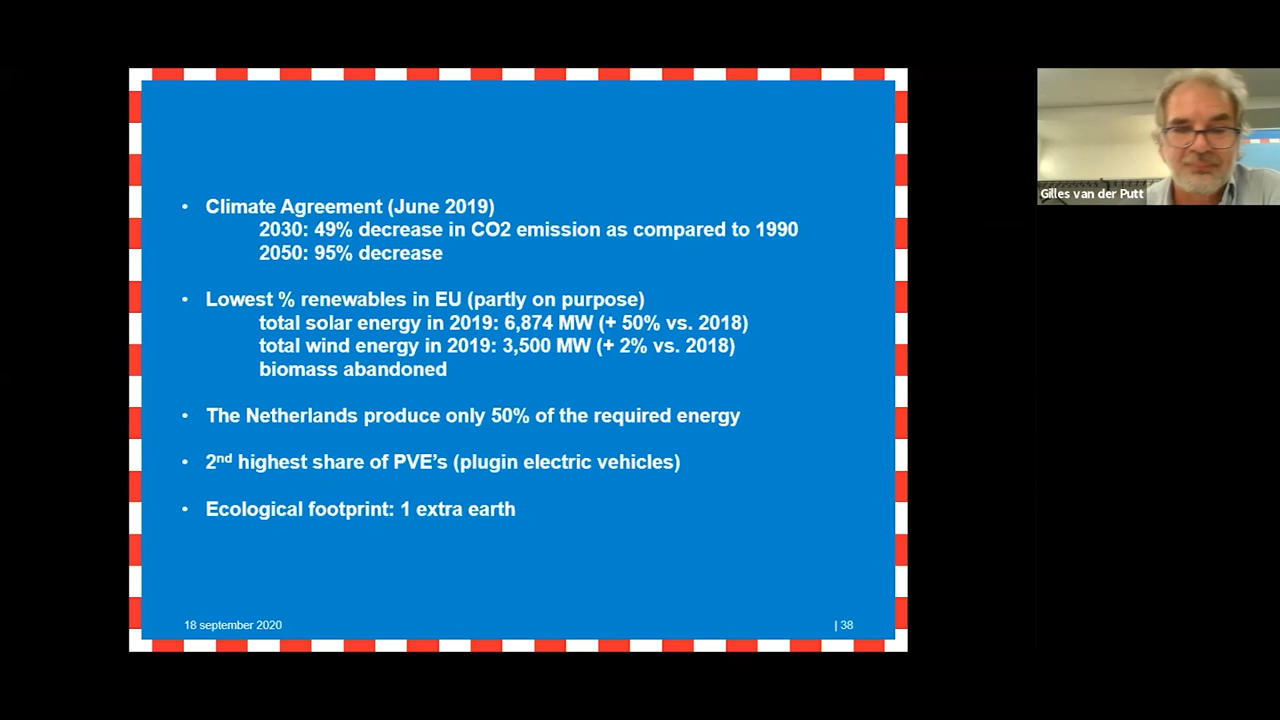 • Climate Agreement (June 2019)
2030: 49% decrease in CO2 emission as compared to 1990
2050: 95% decrease
• Lowest % renewables in EU (partly on purpose)
total solar energy in 2019: 6,874 MW (+ 50% vs. 2018)
total wind energy in 2019: 3,500 MW (+ 2% vs. 2018)
biomass abandoned
• The Netherlands produce only 50% of the required energy
• 2nd highest share of PVE's (plugin electric vehicles)
• Ecological footprint: 1 extra earth
18 september 2020
| 38
Gilles van der Putt